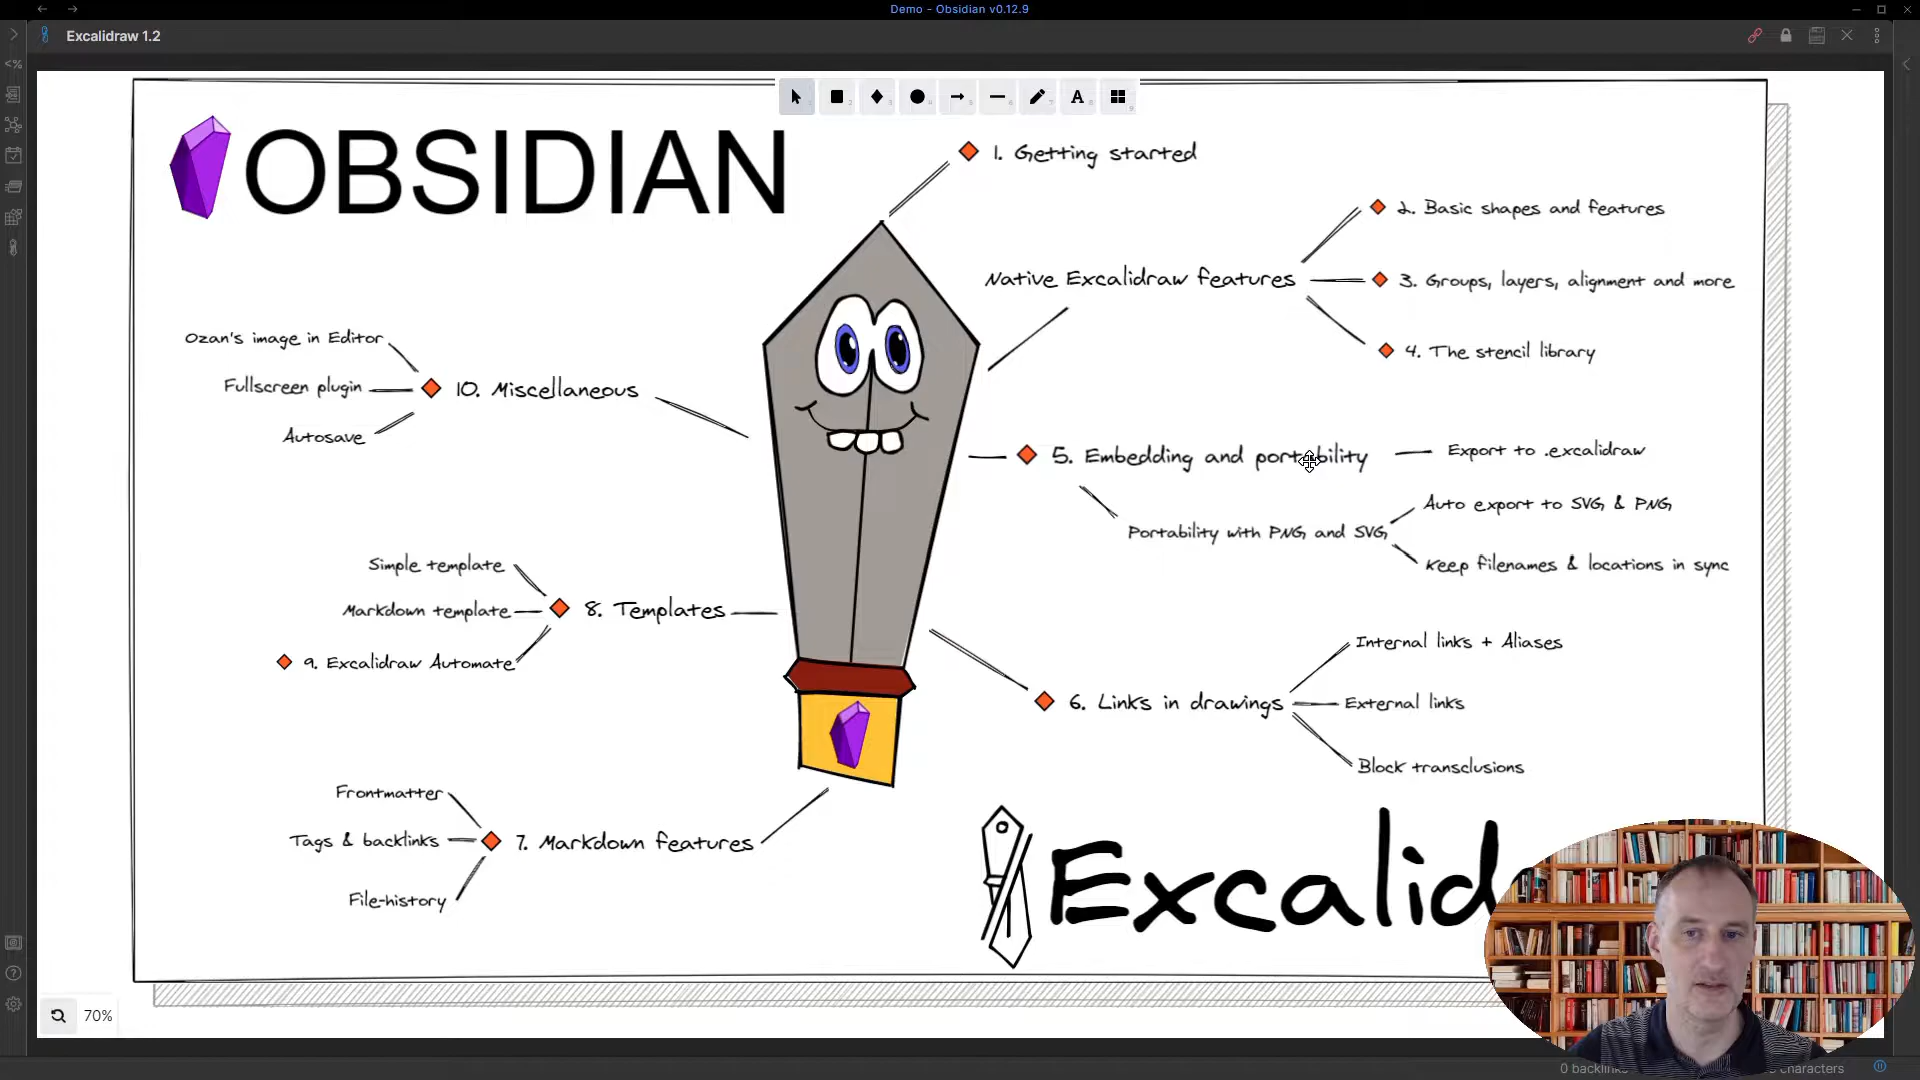 Demo - Obsidian v0.12.9
Excalidraw 1.2
OBSIDIAN
1. Getting started
Native Excalidraw features
2. Basic shapes and features
3. Groups, layers, alignment and more
4. The stencil library
5. Embedding and portability
Export to .excalidraw
Portability with PNG and SVG
Auto export to SVG & PNG
Keep filenames & locations in sync
6. Links in drawings
Internal links + Aliases
External links
Block transclusions
7. Markdown features
Frontmatter
Tags & backlinks
File-history
8. Templates
Simple template
Markdown template
9. Excalidraw Automate
10. Miscellaneous
Ozan's image in Editor
Fullscreen plugin
Autosave
Excalid
70%
0 backlinks
characters